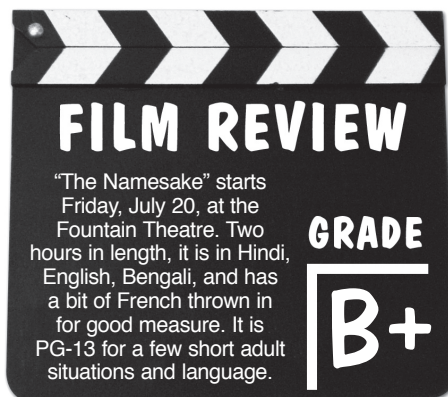 FILM REVIEW
“The Namesake” starts
Friday, July 20, at the
Fountain Theatre. Two
hours in length, it is in Hindi,
English, Bengali, and has
a bit of French thrown in
for good measure. It is
PG-13 for a few short adult
situations and language.
GRADE
B+